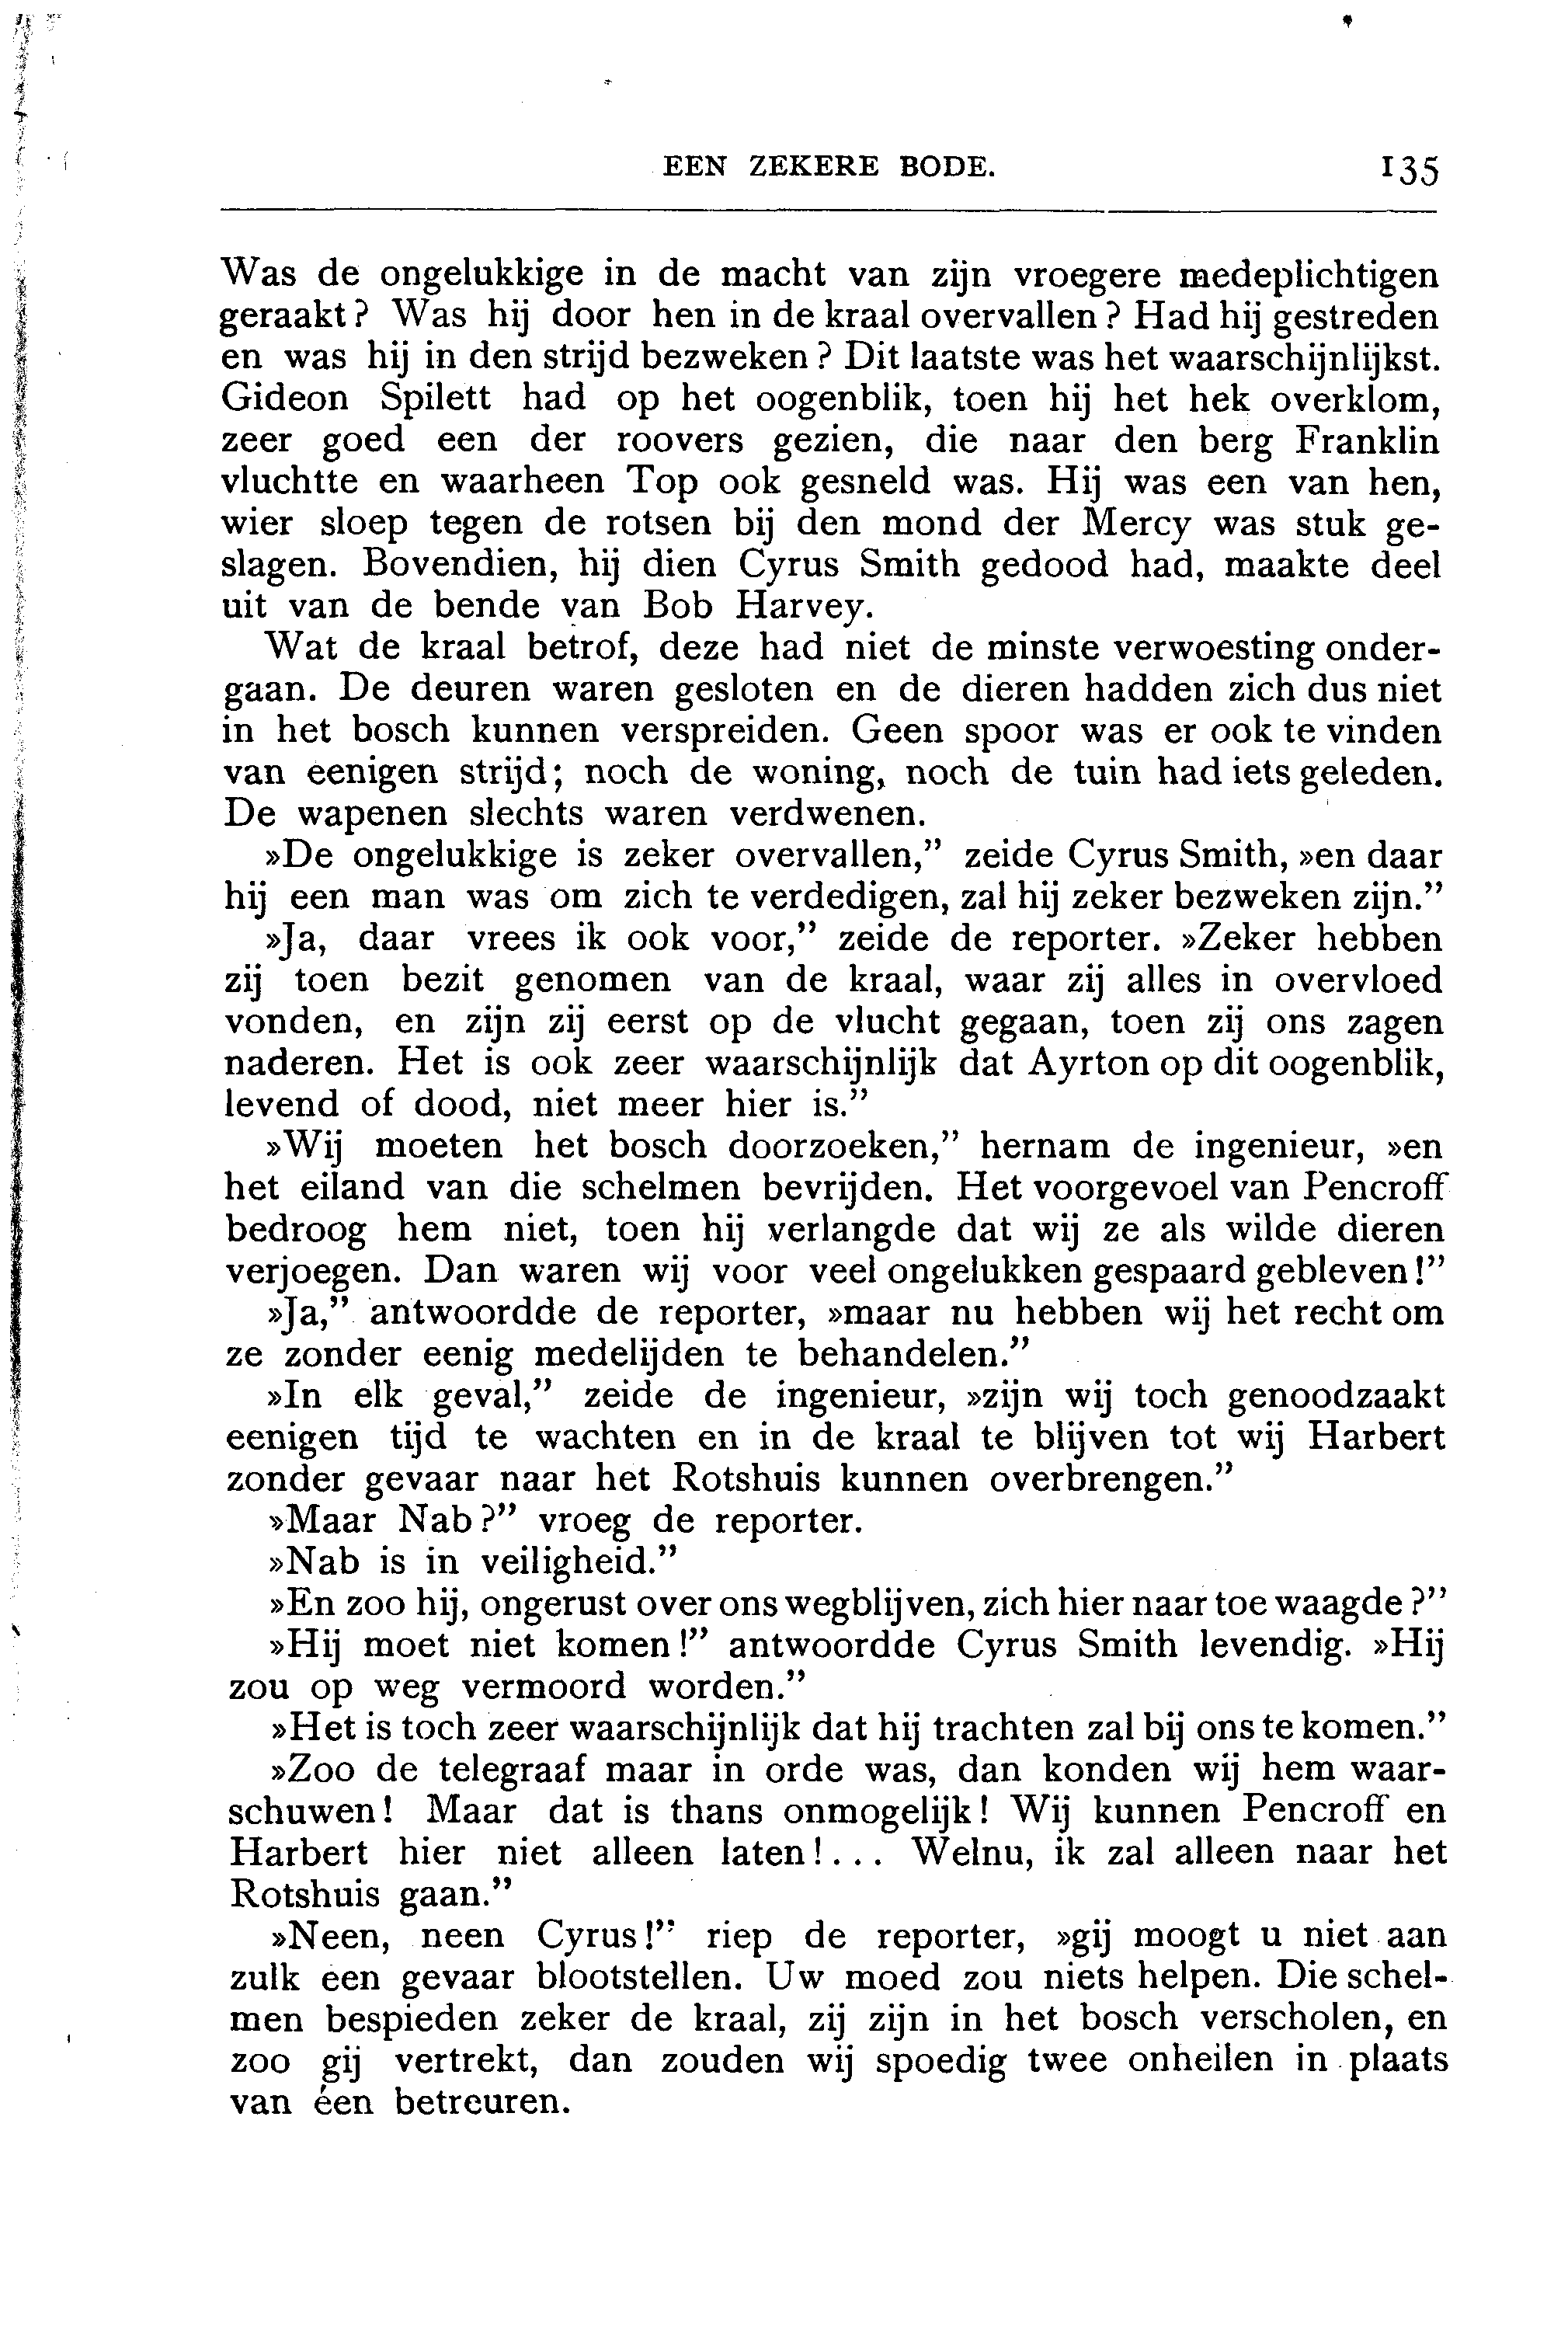 EEN ZEKERE BODE. 135
Was de ongelukkige in de macht van zijn vroegere medeplichtigen
geraakt? Was hij door hen in de kraal overvallen? Had hij gestreden
en was hij in den strijd bezweken? Dit laatste was het waarschijnlijkst.
Gideon Spilett had op het oogenblik, toen hij het hek overklom,
zeer goed een der roovers gezien, die naar den berg Franklin
vluchtte en waarheen Top ook gesneld was. Hij was een van hen,
wier sloep tegen de rotsen bij den mond der Mercy was stuk ge-
slagen. Bovendien, hij dien Cyrus Smith gedood had, maakte deel
uit van de bende van Bob Harvey.
Wat de kraal betrof, deze had niet de minste verwoesting onder-
gaan. De deuren waren gesloten en de dieren hadden zich dus niet
in het bosch kunnen verspreiden. Geen spoor was er ook te vinden
van eenigen strijd; noch de woning, noch de tuin had iets geleden.
De wapenen slechts waren verdwenen.
»De ongelukkige is zeker overvallen,” zeide Cyrus Smith, »en daar
hij een man was om zich te verdedigen, zal hij zeker bezweken zijn.”
»Ja, daar vrees ik ook voor,” zeide de reporter. »Zeker hebben
zij toen bezit genomen van de kraal, waar zij alles in overvloed
vonden, en zijn zij eerst op de vlucht gegaan, toen zij ons zagen
naderen. Het is ook zeer waarschijnlijk dat Ayrton op dit oogenblik,
levend of dood, niet meer hier is.”
»Wij moeten het bosch doorzoeken,” hernam de ingenieur, »en
het eiland van die schelmen bevrijden. Het voorgevoel van Pencroff
bedroog hem niet, toen hij verlangde dat wij ze als wilde dieren
verjoegen. Dan waren wij voor veel ongelukken gespaard gebleven!”
»Ja,” antwoordde de reporter, »maar nu hebben wij het recht om
ze zonder eenig medelijden te behandelen.”
»In elk geval,” zeide de ingenieur, »zijn wij toch genoodzaakt
eenigen tijd te wachten en in de kraal te blijven tot wij Harbert
zonder gevaar naar het Rotshuis kunnen overbrengen.”
»Maar Nab?” vroeg de reporter.
»Nab is in veiligheid.”
»En zoo hij, ongerust over ons wegblijven, zich hier naar toe waagde?”
»Hij moet niet komen!” antwoordde Cyrus Smith levendig. »Hij
zou op weg vermoord worden.”
»Het is toch zeer waarschijnlijk dat hij trachten zal bij ons te komen.”
»Zoo de telegraaf maar in orde was, dan konden wij hem waar-
schuwen! Maar dat is thans onmogelijk! Wij kunnen Pencroff en
Harbert hier niet alleen laten!... Welnu, ik zal alleen naar het
Rotshuis gaan.”
»Neen, neen Cyrus!” riep de reporter, »gij moogt u niet aan
zulk een gevaar blootstellen. Uw moed zou niets helpen. Die schel-
men bespieden zeker de kraal, zij zijn in het bosch verscholen, en
zoo gij vertrekt, dan zouden wij spoedig twee onheilen in plaats
van éen betreuren.